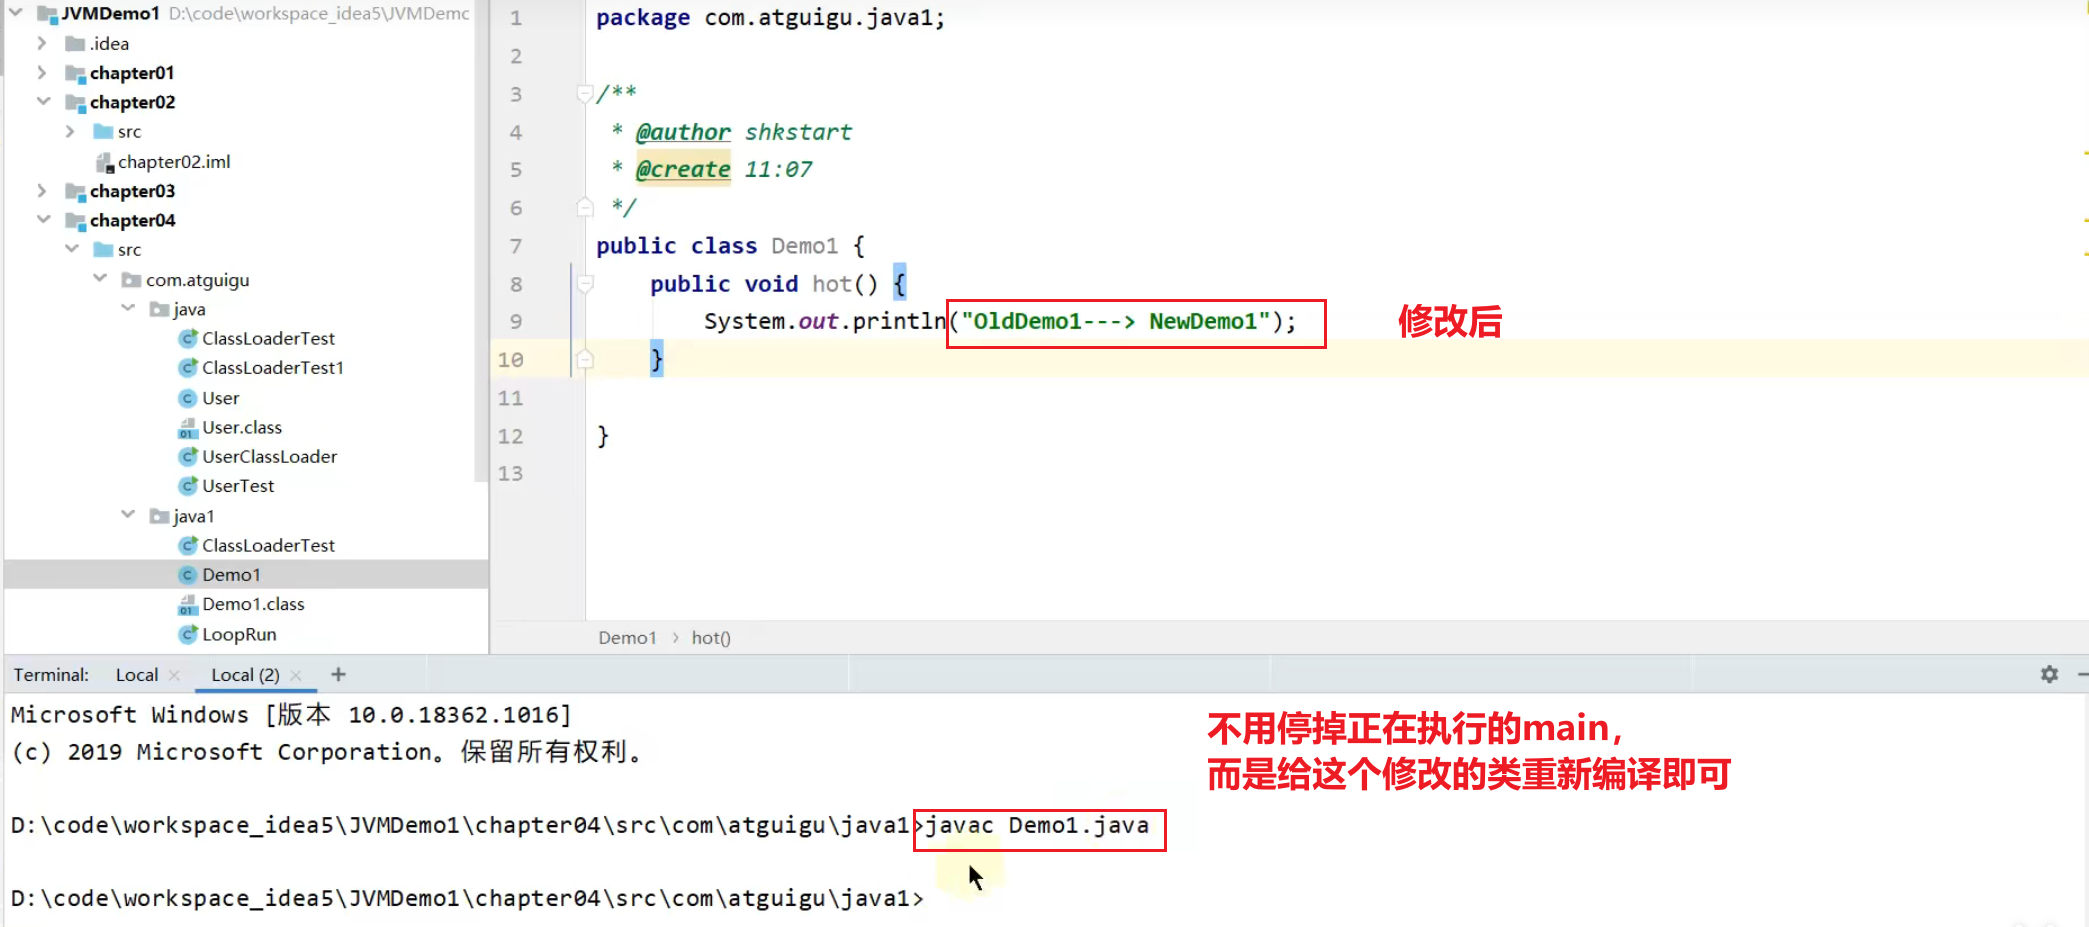 JVMDemo1 D:\code\workspace_idea5\JVMDemc
.idea
chapter01
chapter02
src
chapter02.iml
chapter03
chapter04
src
com.atguigu
java
ClassLoaderTest
ClassLoaderTest1
User
User.class
UserClassLoader
UserTest
java1
ClassLoaderTest
Demo1
Demo1.class
LoopRun
1 package com.atguigu.java1;
2
3 /**
4 * @author shkstart
5 * @create 11:07
6 */
7 public class Demo1 {
8 public void hot() {
9 System.out.println("OldDemo1---> NewDemo1");
修改后
10 }
11
12 }
13
Demo1 › hot()
Terminal: Local × Local (2) × +
Microsoft Windows [版本 10.0.18362.1016]
(c) 2019 Microsoft Corporation。保留所有权利。
不用停掉正在执行的main，
而是给这个修改的类重新编译即可
D:\code\workspace_idea5\JVMDemo1\chapter04\src\com\atguigu\java1>javac Demo1.java
D:\code\workspace_idea5\JVMDemo1\chapter04\src\com\atguigu\java1>